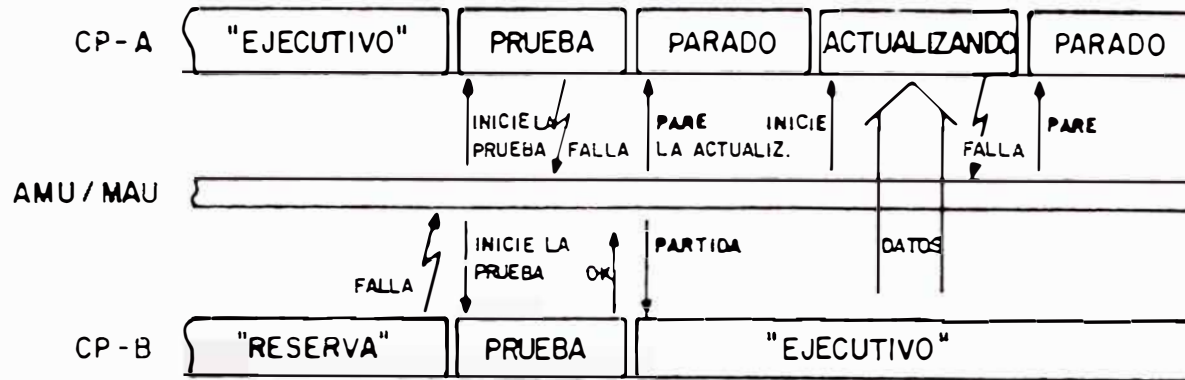 CP-A "EJECUTIVO" PRUEBA PARADO ACTUALIZANDO PARADO
INICIE LA PARE INICIE PARE
PRUEBA FALLA LA ACTUALIZ. FALLA
AMU/MAU
INICIE LA PARTIDA DATOS
PRUEBA OK
FALLA
CP-B "RESERVA" PRUEBA "EJECUTIVO"